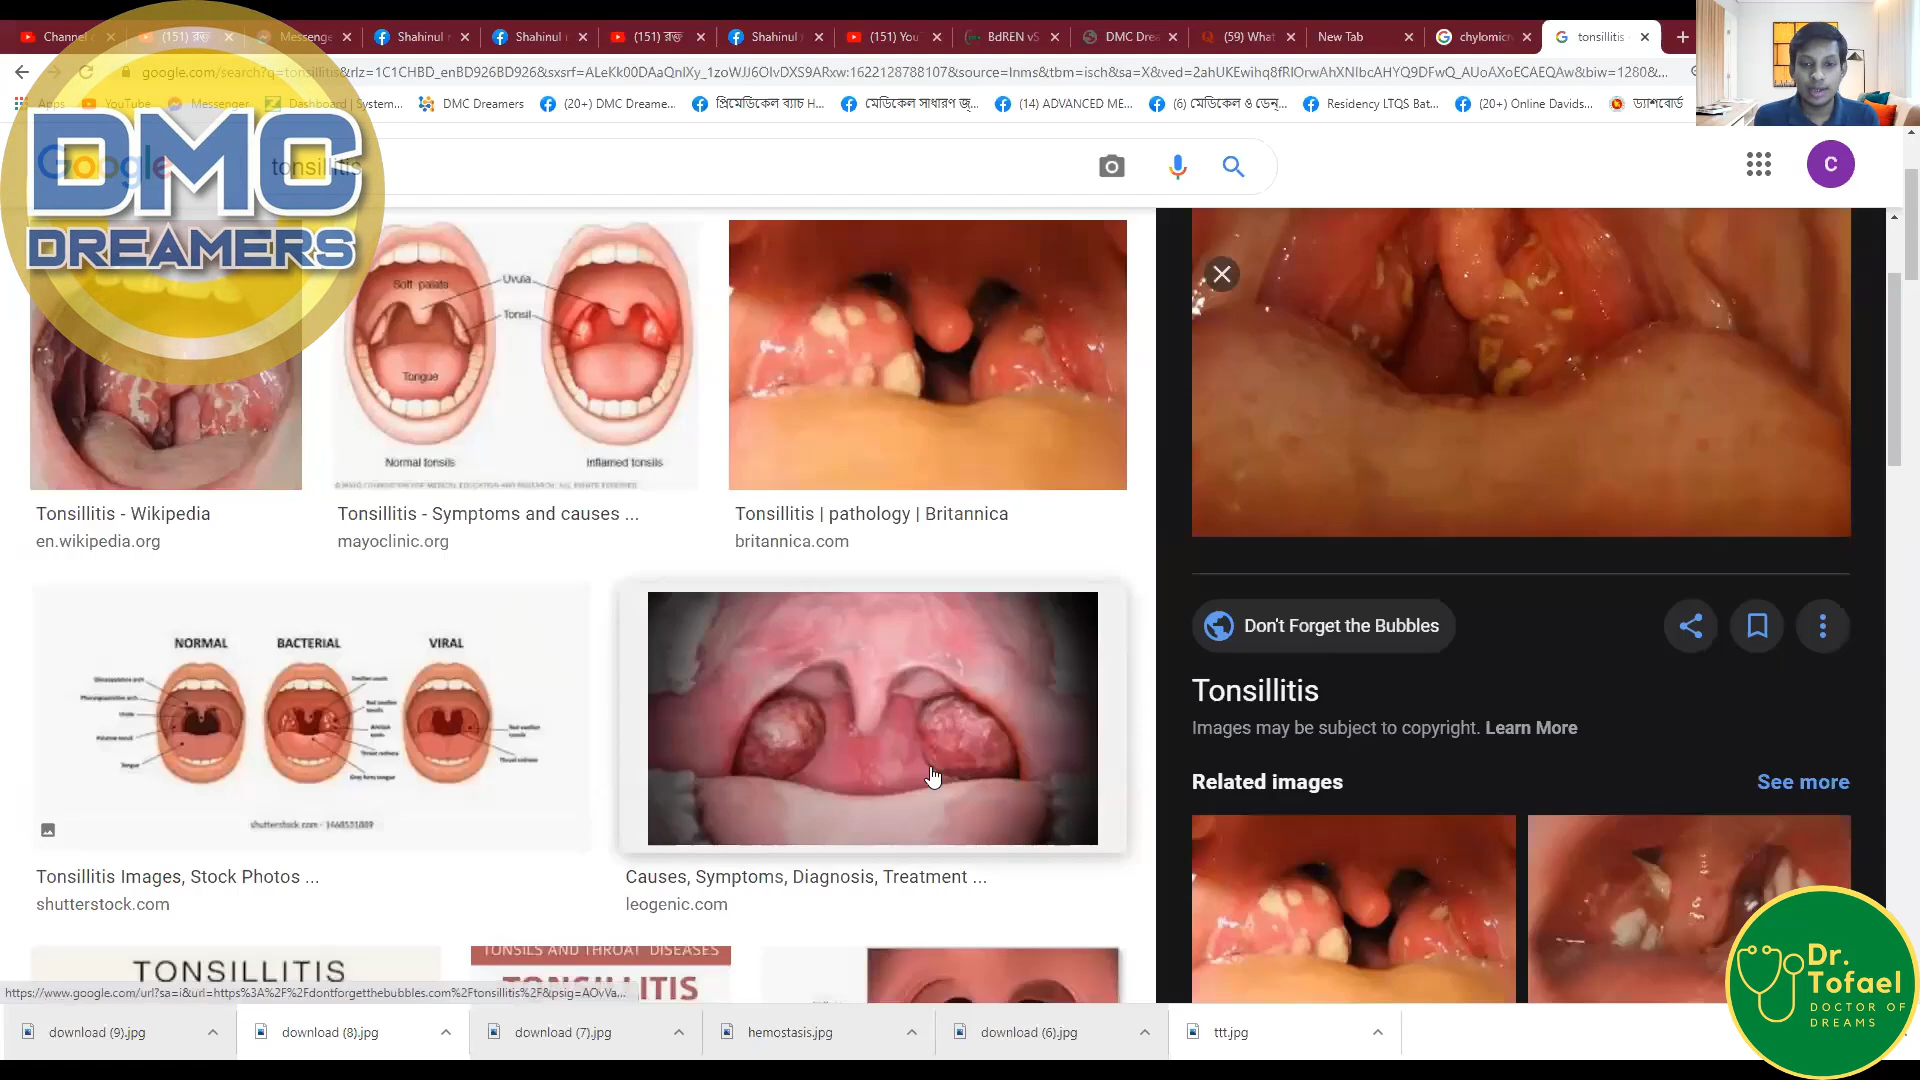 Channel
(151) রক্ত
Messenge
Shahinul
Shahinul
(151) রক্ত
Shahinul
(151) You
BdREN vS
DMC Drea
(59) What
New Tab
chylomicr
tonsillitis
google.com/search?q=tonsillitis&rlz=1C1CHBD_enBD926BD926&sxsrf=ALeKk00DAaQnIXy_1zoWJJ6OIvDXS9ARxw:1622128788107&source=lnms&tbm=isch&sa=X&ved=2ahUKEwihq8fRlOrwAhXNIbcAHYQ9DFwQ_AUoAXoECAEQAw&biw=1280&...
Apps
YouTube
Messenger
Dashboard | System...
DMC Dreamers
(20+) DMC Dreame...
প্রিমেডিকেল ব্যাচ H...
মেডিকেল সাধারণ জ্...
(14) ADVANCED ME...
(6) মেডিকেল ও ডেন্...
Residency LTQS Bat...
(20+) Online Davids...
ড্যাশবোর্ড
Google
tonsillitis
C
DMC
DREAMERS
Soft palate
Uvula
Tonsil
Tongue
Normal tonsils
Inflamed tonsils
Tonsillitis - Wikipedia
en.wikipedia.org
Tonsillitis - Symptoms and causes ...
mayoclinic.org
Tonsillitis | pathology | Britannica
britannica.com
NORMAL
BACTERIAL
VIRAL
Tonsillitis Images, Stock Photos ...
shutterstock.com
Causes, Symptoms, Diagnosis, Treatment ...
leogenic.com
Don't Forget the Bubbles
Tonsillitis
Images may be subject to copyright. Learn More
Related images
See more
TONSILLITIS
TONSILS AND THROAT DISEASES
TONSILLITIS
https://www.google.com/url?sa=i&url=https%3A%2F%2Fdontforgetthebubbles.com%2Ftonsillitis%2F&psig=AOvVa...
download (9).jpg
download (8).jpg
download (7).jpg
hemostasis.jpg
download (6).jpg
ttt.jpg
Dr.
Tofael
DOCTOR OF
DREAMS